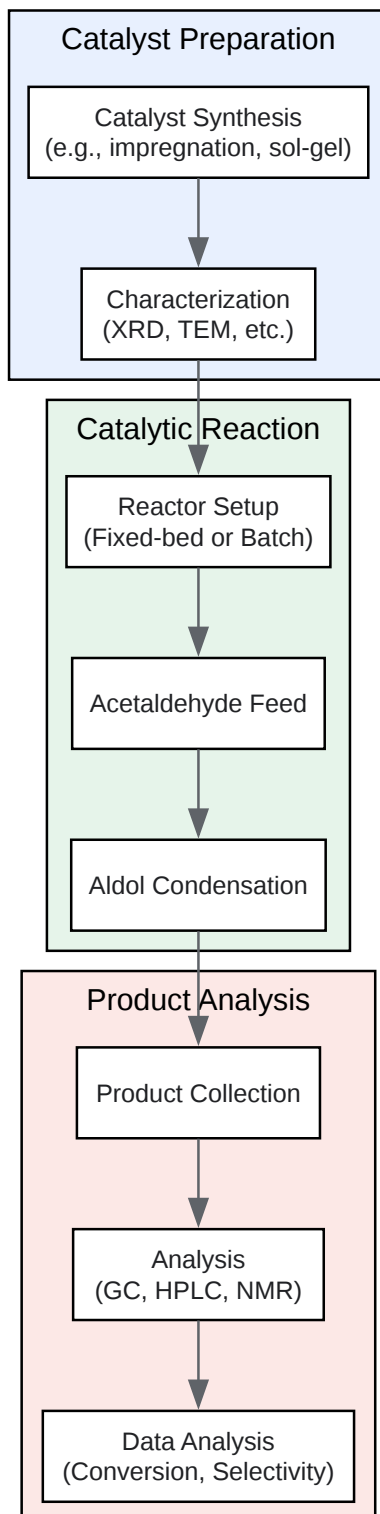 Catalyst Preparation
Catalyst Synthesis
(e.g., impregnation, sol-gel)
Characterization
(XRD, TEM, etc.)
Catalytic Reaction
Reactor Setup
(Fixed-bed or Batch)
Acetaldehyde Feed
Aldol Condensation
Product Analysis
Product Collection
Analysis
(GC, HPLC, NMR)
Data Analysis
(Conversion, Selectivity)